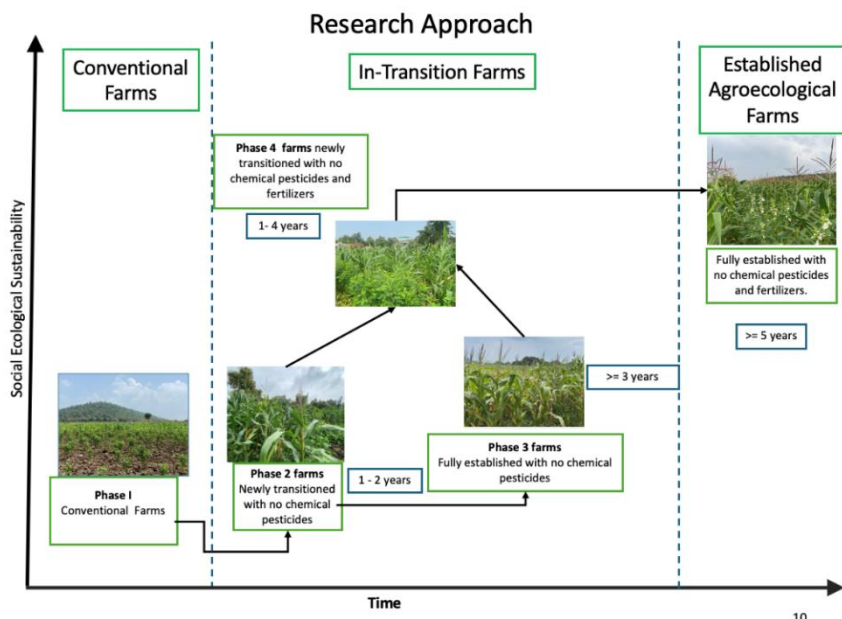 Research Approach
Conventional
Farms
In-Transition Farms
Established
Agroecological
Farms
Phase 4 farms newly
transitioned with no
chemical pesticides and
fertilizers
1- 4 years
Fully established with
no chemical pesticides
and fertilizers.
>= 5 years
>= 3 years
Phase I
Conventional Farms
Phase 2 farms
Newly transitioned
with no chemical
pesticides
1 - 2 years
Phase 3 farms
Fully established with no chemical
pesticides
Social Ecological Sustainability
Time
10